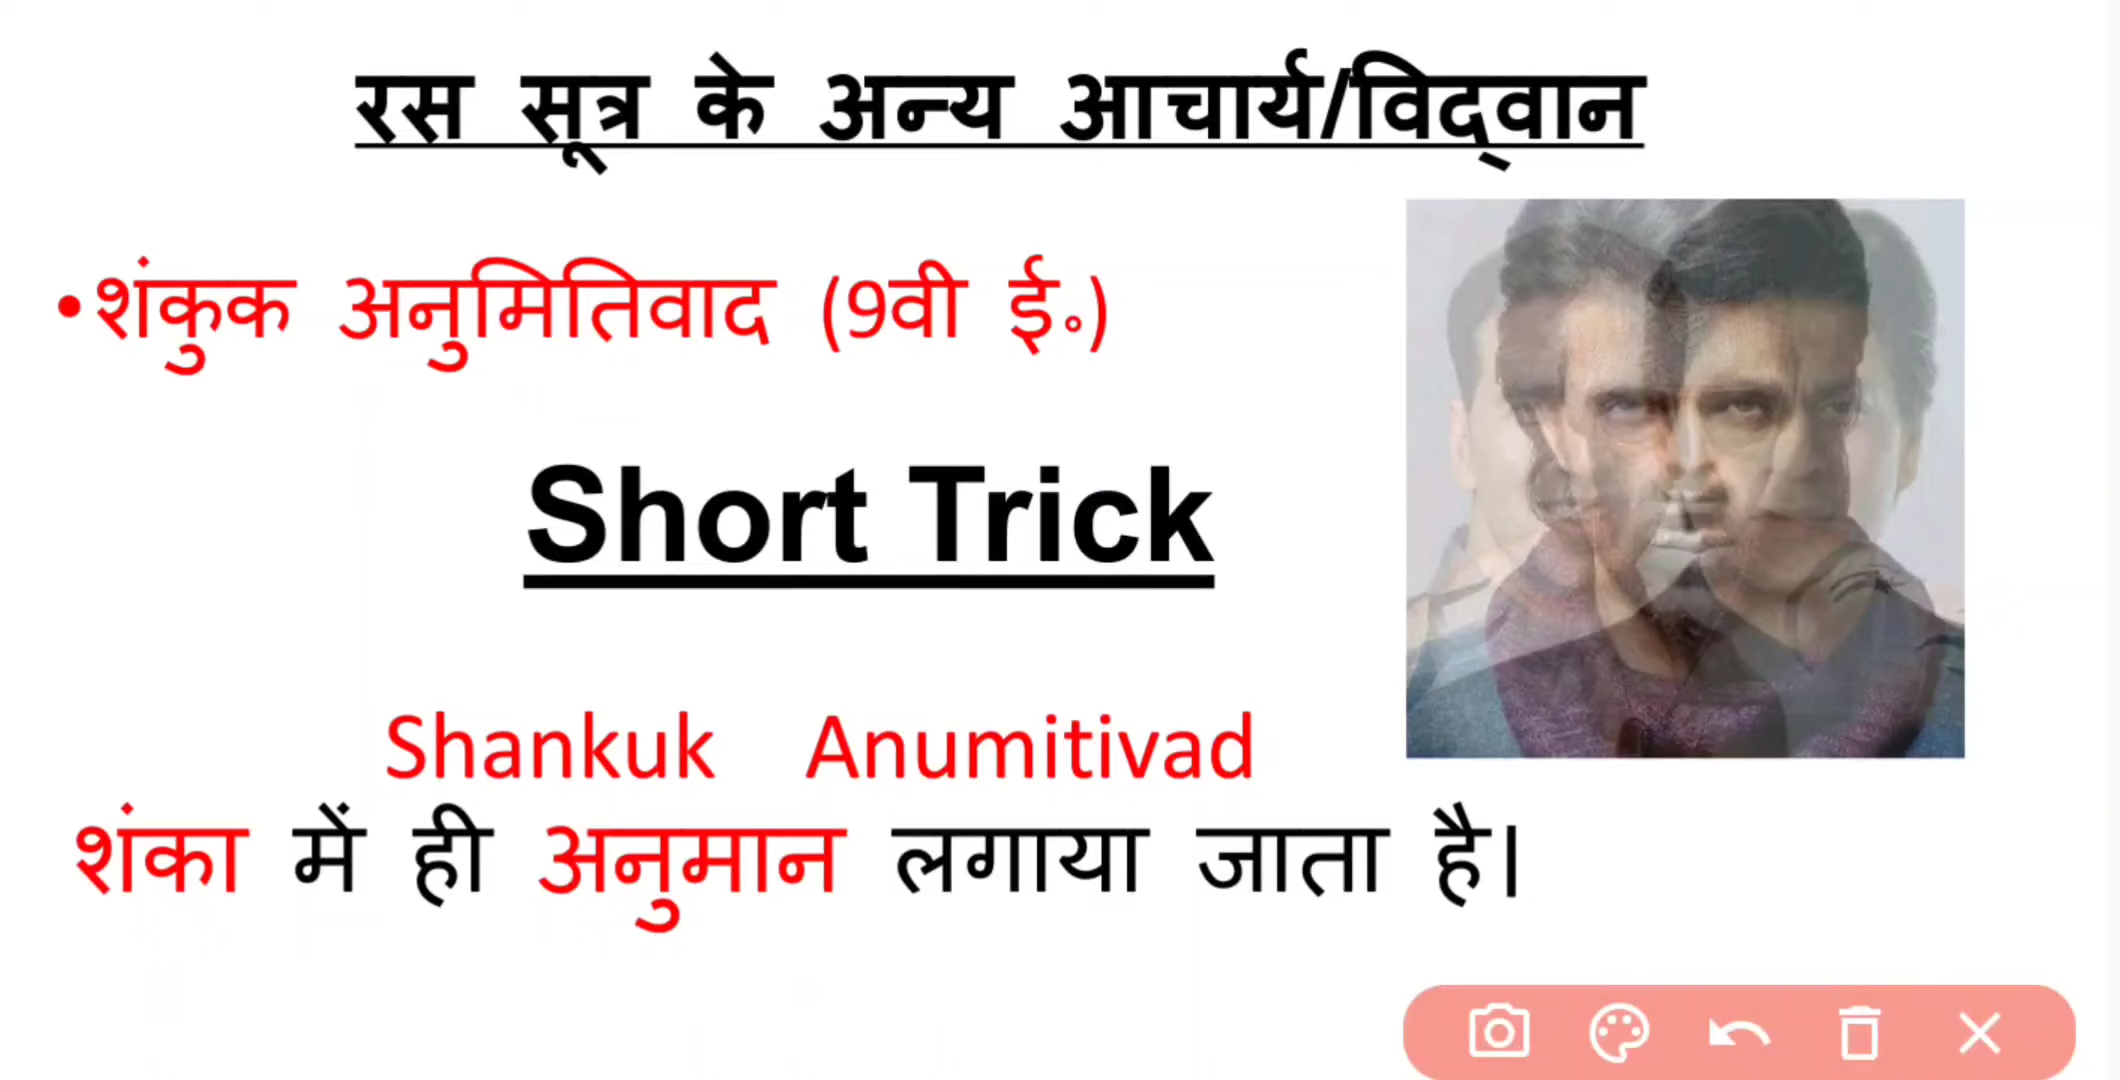 रस सूत्र के अन्य आचार्य/विद्‌वान
•शंकुक अनुमितिवाद (9वी ई॰)
Short Trick
Shankuk Anumitivad
शंका में ही अनुमान लगाया जाता है।